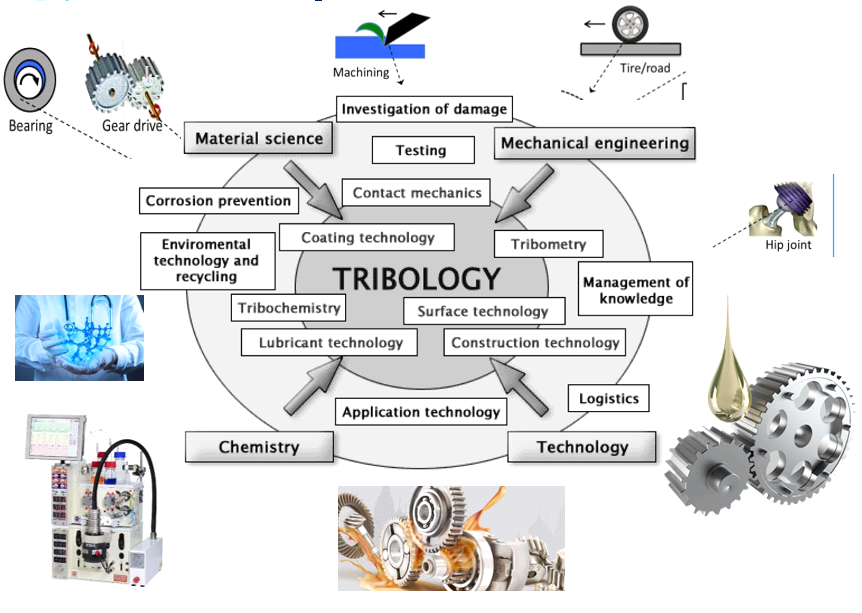 Machining
Tire/road
Bearing
Gear drive
Investigation of damage
Material science
Mechanical engineering
Testing
Contact mechanics
Corrosion prevention
Coating technology
Tribometry
Enviromental
technology and
recycling
Hip joint
TRIBOLOGY
Management of
knowledge
Tribochemistry
Surface technology
Lubricant technology
Construction technology
Application technology
Logistics
Chemistry
Technology